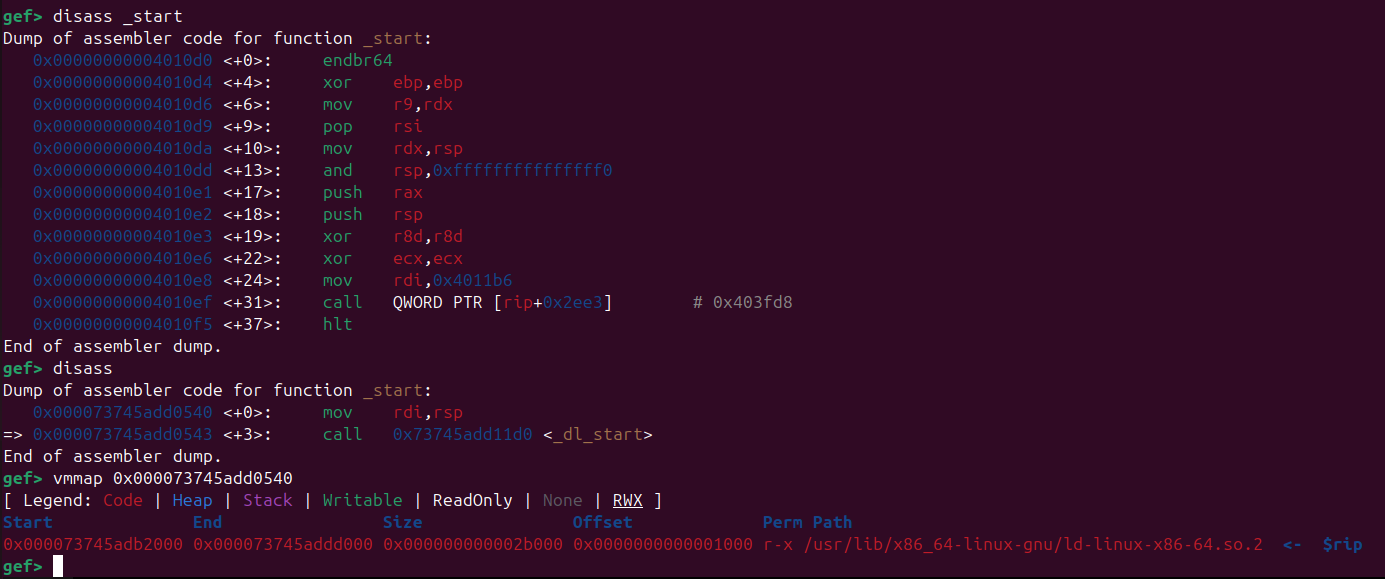 gef> disass _start
Dump of assembler code for function _start:
   0x00000000004010d0 <+0>:     endbr64
   0x00000000004010d4 <+4>:     xor    ebp,ebp
   0x00000000004010d6 <+6>:     mov    r9,rdx
   0x00000000004010d9 <+9>:     pop    rsi
   0x00000000004010da <+10>:    mov    rdx,rsp
   0x00000000004010dd <+13>:    and    rsp,0xfffffffffffffff0
   0x00000000004010e1 <+17>:    push   rax
   0x00000000004010e2 <+18>:    push   rsp
   0x00000000004010e3 <+19>:    xor    r8d,r8d
   0x00000000004010e6 <+22>:    xor    ecx,ecx
   0x00000000004010e8 <+24>:    mov    rdi,0x4011b6
   0x00000000004010ef <+31>:    call   QWORD PTR [rip+0x2ee3]        # 0x403fd8
   0x00000000004010f5 <+37>:    hlt
End of assembler dump.
gef> disass
Dump of assembler code for function _start:
   0x000073745add0540 <+0>:     mov    rdi,rsp
=> 0x000073745add0543 <+3>:     call   0x73745add11d0 <_dl_start>
End of assembler dump.
gef> vmmap 0x000073745add0540
[ Legend: Code | Heap | Stack | Writable | ReadOnly | None | RWX ]
Start              End                Size               Offset             Perm Path
0x000073745adb2000 0x000073745addd000 0x000000000002b000 0x0000000000001000 r-x /usr/lib/x86_64-linux-gnu/ld-linux-x86-64.so.2  <-  $rip
gef>